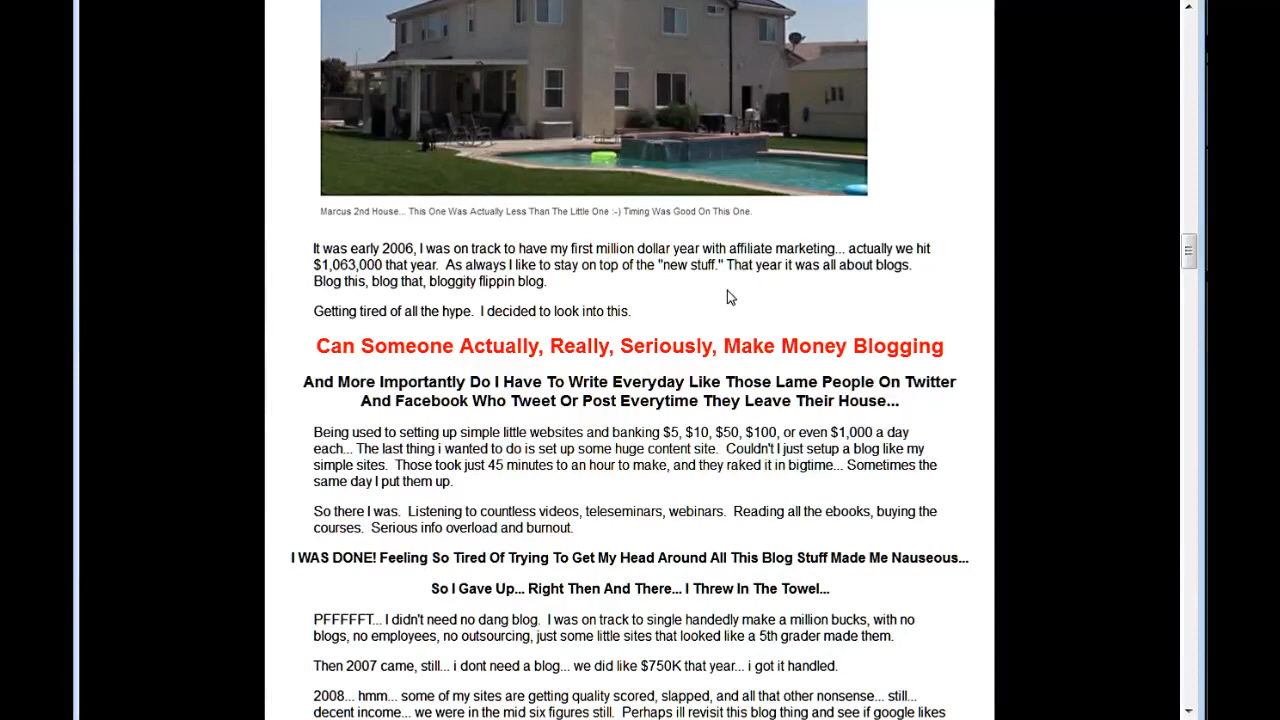 Marcus 2nd House... This One Was Actually Less Than The Little One :-) Timing Was Good On This One.
It was early 2006, I was on track to have my first million dollar year with affiliate marketing... actually we hit
$1,063,000 that year.  As always I like to stay on top of the "new stuff." That year it was all about blogs.
Blog this, blog that, bloggity flippin blog.
Getting tired of all the hype.  I decided to look into this.
Can Someone Actually, Really, Seriously, Make Money Blogging
And More Importantly Do I Have To Write Everyday Like Those Lame People On Twitter
And Facebook Who Tweet Or Post Everytime They Leave Their House...
Being used to setting up simple little websites and banking $5, $10, $50, $100, or even $1,000 a day
each... The last thing i wanted to do is set up some huge content site.  Couldn't I just setup a blog like my
simple sites.  Those took just 45 minutes to an hour to make, and they raked it in bigtime... Sometimes the
same day I put them up.
So there I was.  Listening to countless videos, teleseminars, webinars.  Reading all the ebooks, buying the
courses.  Serious info overload and burnout.
I WAS DONE! Feeling So Tired Of Trying To Get My Head Around All This Blog Stuff Made Me Nauseous...
So I Gave Up... Right Then And There... I Threw In The Towel...
PFFFFFT... I didn't need no dang blog.  I was on track to single handedly make a million bucks, with no
blogs, no employees, no outsourcing, just some little sites that looked like a 5th grader made them.
Then 2007 came, still... i dont need a blog... we did like $750K that year... i got it handled.
2008... hmm... some of my sites are getting quality scored, slapped, and all that other nonsense... still...
decent income... we were in the mid six figures still.  Perhaps ill revisit this blog thing and see if google likes